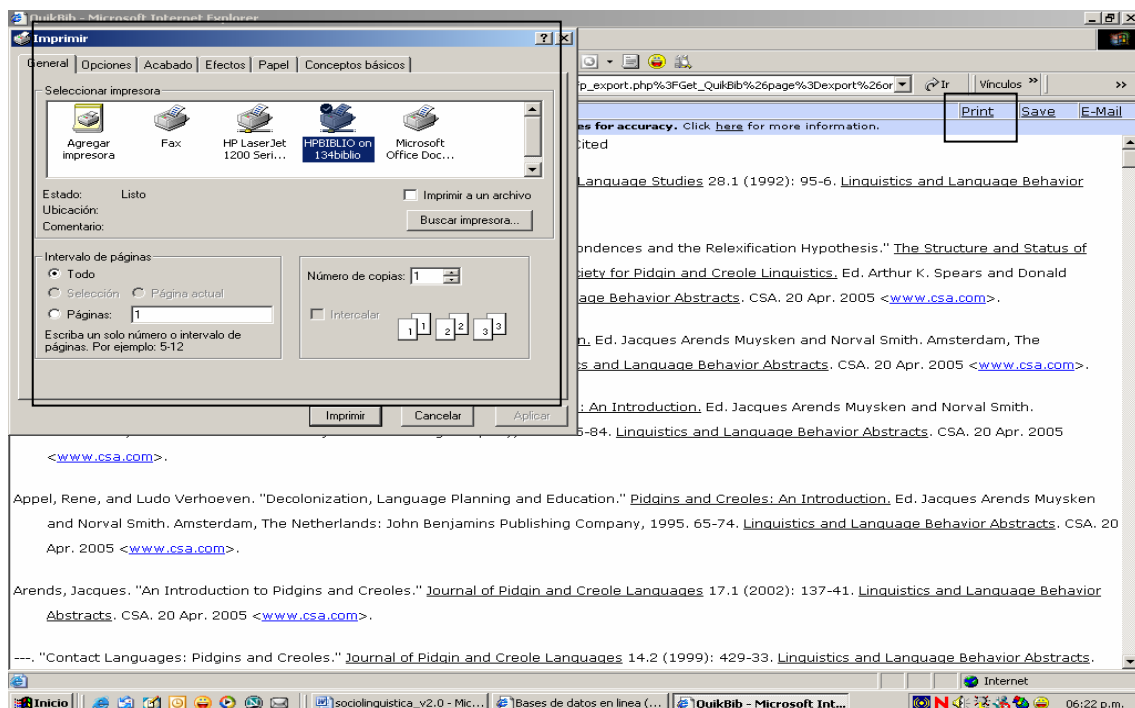 QuikBib - Microsoft Internet Explorer
Imprimir
General Opciones Acabado Efectos Papel Conceptos básicos
Seleccionar impresora
Agregar impresora
Fax
HP LaserJet 1200 Seri...
HPBIBLIO on 134biblio
Microsoft Office Doc...
Estado: Listo
Ubicación:
Comentario:
Imprimir a un archivo
Buscar impresora...
Intervalo de páginas
Todo
Selección Página actual
Páginas: 1
Escriba un solo número o intervalo de
páginas. Por ejemplo: 5-12
Número de copias: 1
Intercalar
1 1 2 2 3 3
Imprimir Cancelar Aplicar
p_export.php%3FGet_QuikBib%26page%3Dexport%26or Ir Vínculos »
Print Save E-Mail
es for accuracy. Click here for more information.
Cited
Language Studies 28.1 (1992): 95-6. Linguistics and Language Behavior
ondences and the Relexification Hypothesis." The Structure and Status of
iety for Pidgin and Creole Linguistics. Ed. Arthur K. Spears and Donald
age Behavior Abstracts. CSA. 20 Apr. 2005 <www.csa.com>.
n. Ed. Jacques Arends Muysken and Norval Smith. Amsterdam, The
cs and Language Behavior Abstracts. CSA. 20 Apr. 2005 <www.csa.com>.
: An Introduction. Ed. Jacques Arends Muysken and Norval Smith.
5-84. Linguistics and Language Behavior Abstracts. CSA. 20 Apr. 2005
<www.csa.com>.
Appel, Rene, and Ludo Verhoeven. "Decolonization, Language Planning and Education." Pidgins and Creoles: An Introduction. Ed. Jacques Arends Muysken
and Norval Smith. Amsterdam, The Netherlands: John Benjamins Publishing Company, 1995. 65-74. Linguistics and Language Behavior Abstracts. CSA. 20
Apr. 2005 <www.csa.com>.
Arends, Jacques. "An Introduction to Pidgins and Creoles." Journal of Pidgin and Creole Languages 17.1 (2002): 137-41. Linguistics and Language Behavior
Abstracts. CSA. 20 Apr. 2005 <www.csa.com>.
---. "Contact Languages: Pidgins and Creoles." Journal of Pidgin and Creole Languages 14.2 (1999): 429-33. Linguistics and Language Behavior Abstracts.
Internet
Inicio sociolinguistica_v2.0 - Mic... Bases de datos en linea (... QuikBib - Microsoft Int... 06:22 p.m.